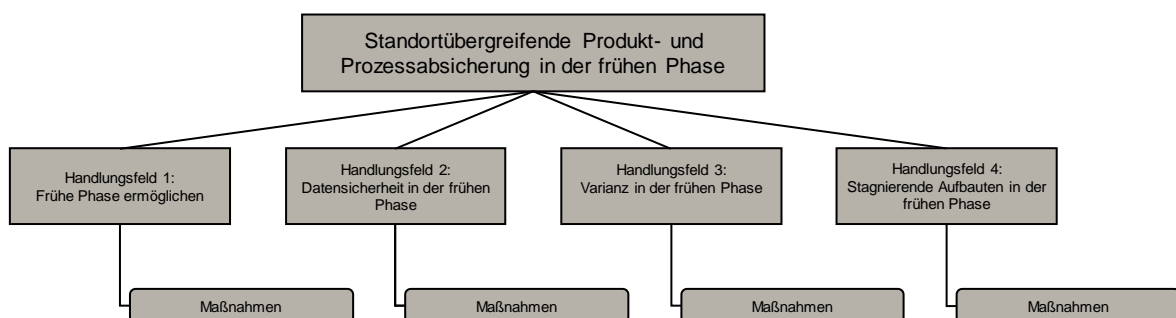 Standortübergreifende Produkt- und
Prozessabsicherung in der frühen Phase
Handlungsfeld 1:
Frühe Phase ermöglichen
Handlungsfeld 2:
Datensicherheit in der frühen
Phase
Handlungsfeld 3:
Varianz in der frühen Phase
Handlungsfeld 4:
Stagnierende Aufbauten in der
frühen Phase
Maßnahmen
Maßnahmen
Maßnahmen
Maßnahmen